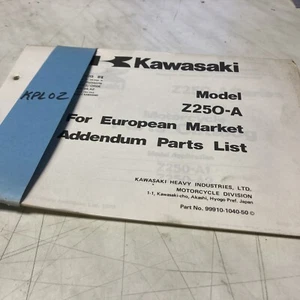 Kawasaki
KPLOZ
Model
Z250-A
For European Market
Addendum Parts List
KAWASAKI HEAVY INDUSTRIES, LTD.
MOTORCYCLE DIVISION
1-1, Kawasaki-cho, Akashi, Hyogo Pref. Japan
Part No. 99910-1040-50